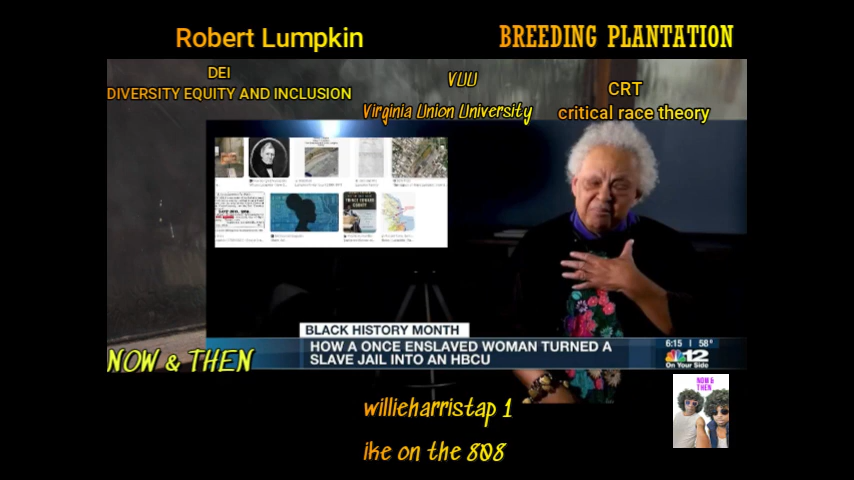 Robert Lumpkin
BREEDING PLANTATION
DEI
DIVERSITY EQUITY AND INCLUSION
VUU
Virginia Union University
CRT
critical race theory
BLACK HISTORY MONTH
HOW A ONCE ENSLAVED WOMAN TURNED A
SLAVE JAIL INTO AN HBCU
6:15 | 58°
12
On Your Side
NOW & THEN
NOW &
THEN
willieharristap 1
ike on the 808